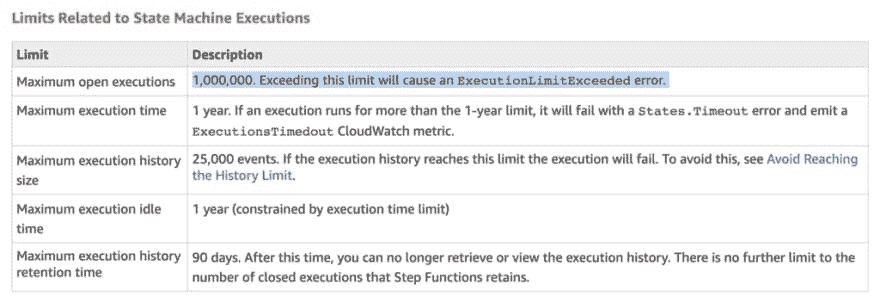 Limits Related to State Machine Executions
Limit Description
Maximum open executions 1,000,000. Exceeding this limit will cause an ExecutionLimitExceeded error.
Maximum execution time 1 year. If an execution runs for more than the 1-year limit, it will fail with a States.Timeout error and emit a
ExecutionsTimedout CloudWatch metric.
Maximum execution history
size
25,000 events. If the execution history reaches this limit the execution will fail. To avoid this, see Avoid Reaching
the History Limit.
Maximum execution idle
time
1 year (constrained by execution time limit)
Maximum execution history
retention time
90 days. After this time, you can no longer retrieve or view the execution history. There is no further limit to the
number of closed executions that Step Functions retains.